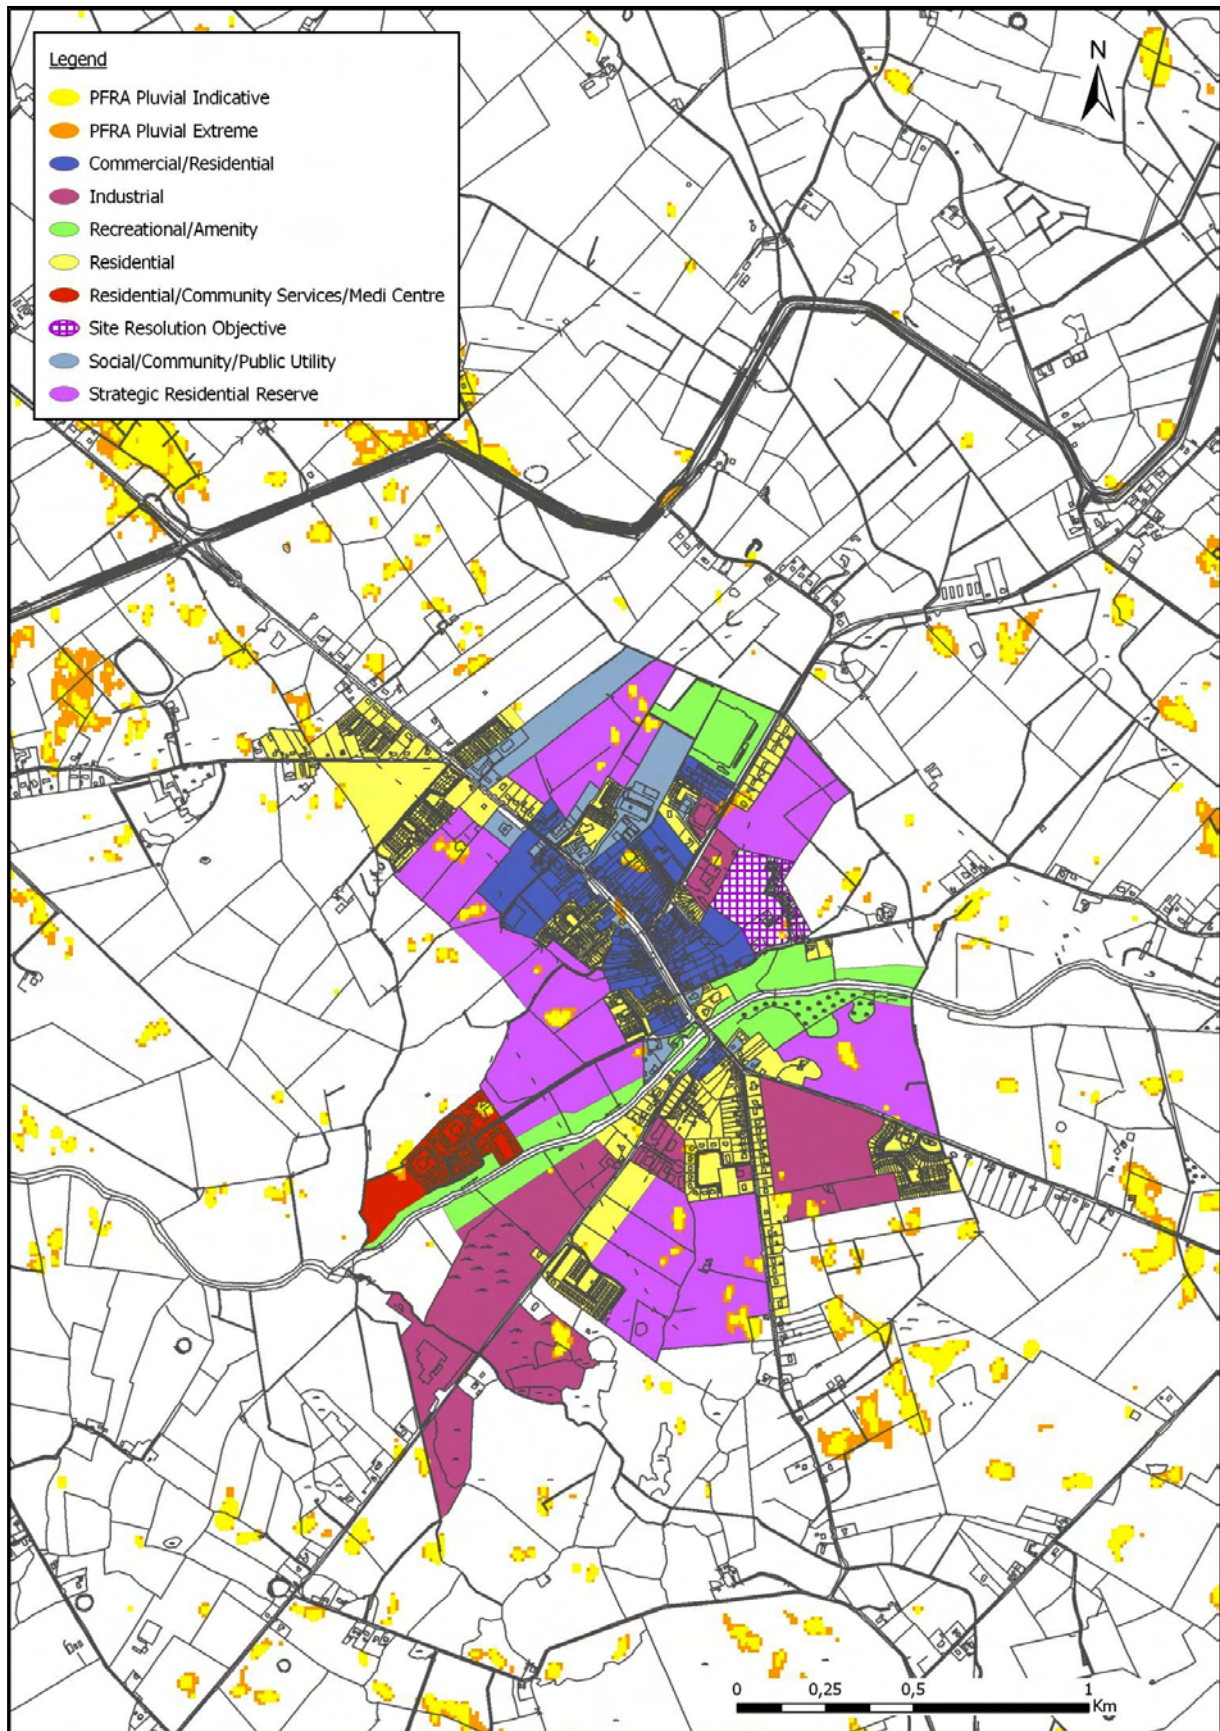 Legend
PFRA Pluvial Indicative
PFRA Pluvial Extreme
Commercial/Residential
Industrial
Recreational/Amenity
Residential
Residential/Community Services/Medi Centre
Site Resolution Objective
Social/Community/Public Utility
Strategic Residential Reserve
N
0 0,25 0,5 1
Km